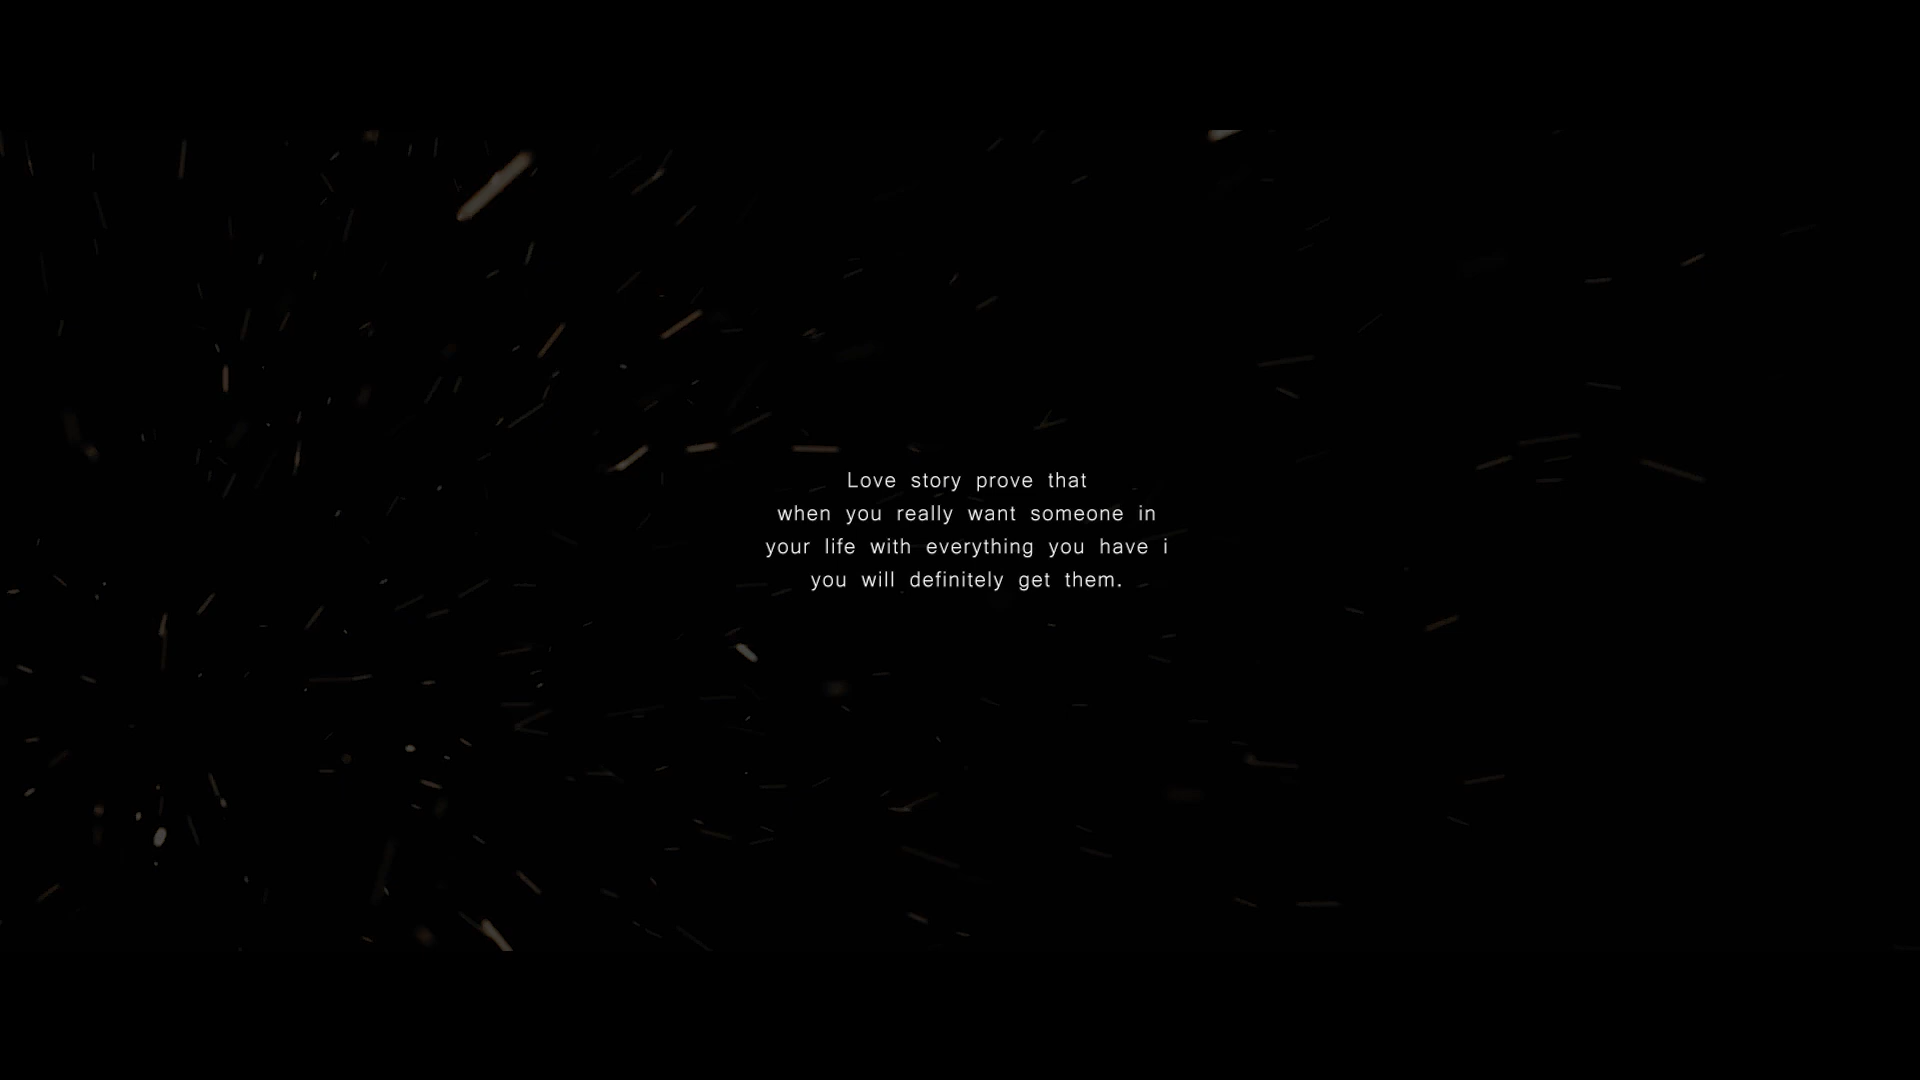 Love story prove that
when you really want someone in
your life with everything you have i
you will definitely get them.